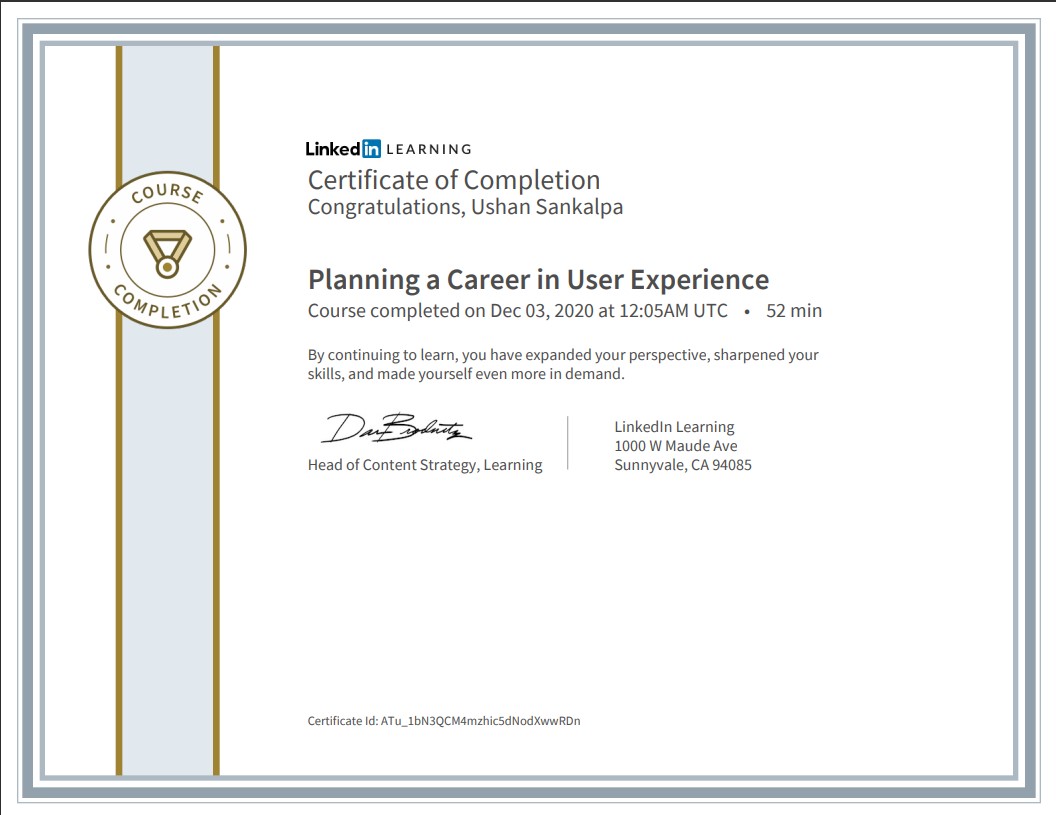 COURSE
COMPLETION
Linked in LEARNING
Certificate of Completion
Congratulations, Ushan Sankalpa
Planning a Career in User Experience
Course completed on Dec 03, 2020 at 12:05AM UTC • 52 min
By continuing to learn, you have expanded your perspective, sharpened your
skills, and made yourself even more in demand.
Head of Content Strategy, Learning
LinkedIn Learning
1000 W Maude Ave
Sunnyvale, CA 94085
Certificate Id: ATu_1bN3QCM4mzhic5dNodXwwRDn